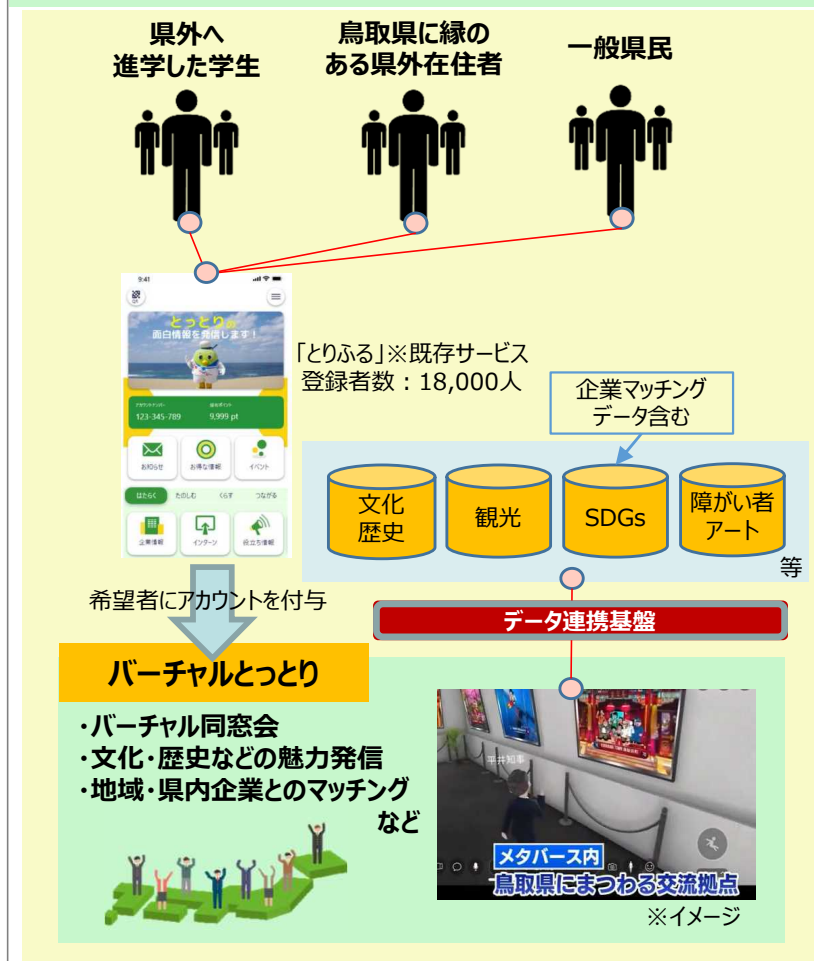 県外へ
進学した学生
鳥取県に縁の
ある県外在住者
一般県民
9:41
とっとりの
面白情報を発信します!
「とりふる」※既存サービス
登録者数:18,000人
企業マッチング
データ含む
123-345-789
9,999 pt
お知らせ
お得な情報
イベント
はたらく
たのしむ
くらす
つながる
企業情報
インターン
役立ち情報
文化
歴史
観光
SDGs
障がい者
アート
等
希望者にアカウントを付与
データ連携基盤
バーチャルとっとり
・バーチャル同窓会
・文化・歴史などの魅力発信
・地域・県内企業とのマッチング
など
平井知事
メタバース内
鳥取県にまつわる交流拠点
※イメージ